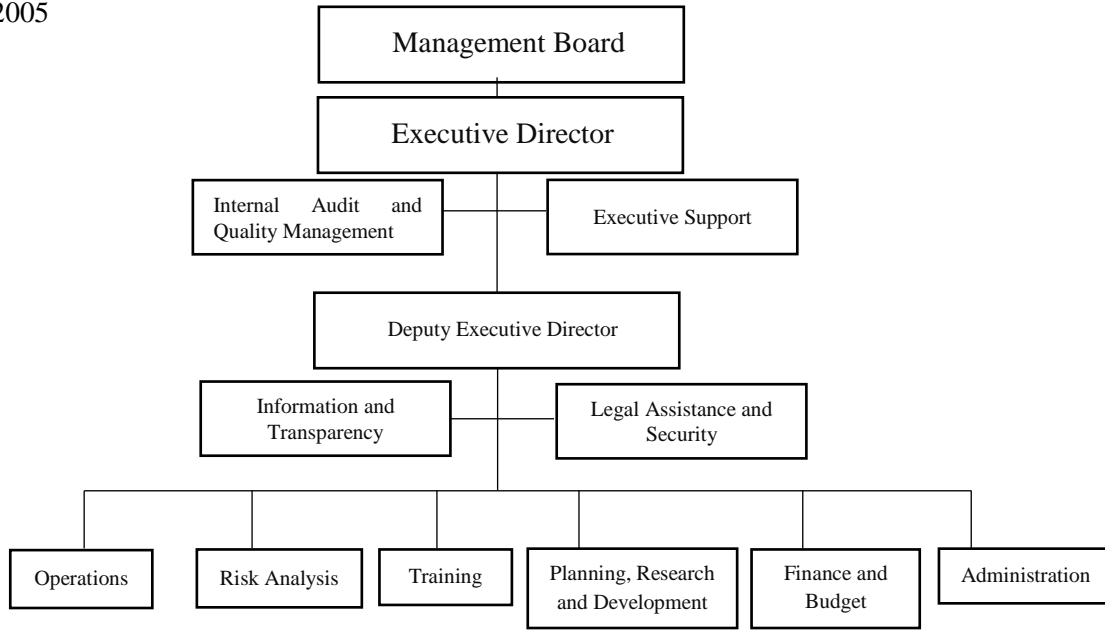 2005
Management Board
Executive Director
Internal Audit and
Quality Management
Executive Support
Deputy Executive Director
Information and
Transparency
Legal Assistance and
Security
Operations
Risk Analysis
Training
Planning, Research
and Development
Finance and
Budget
Administration